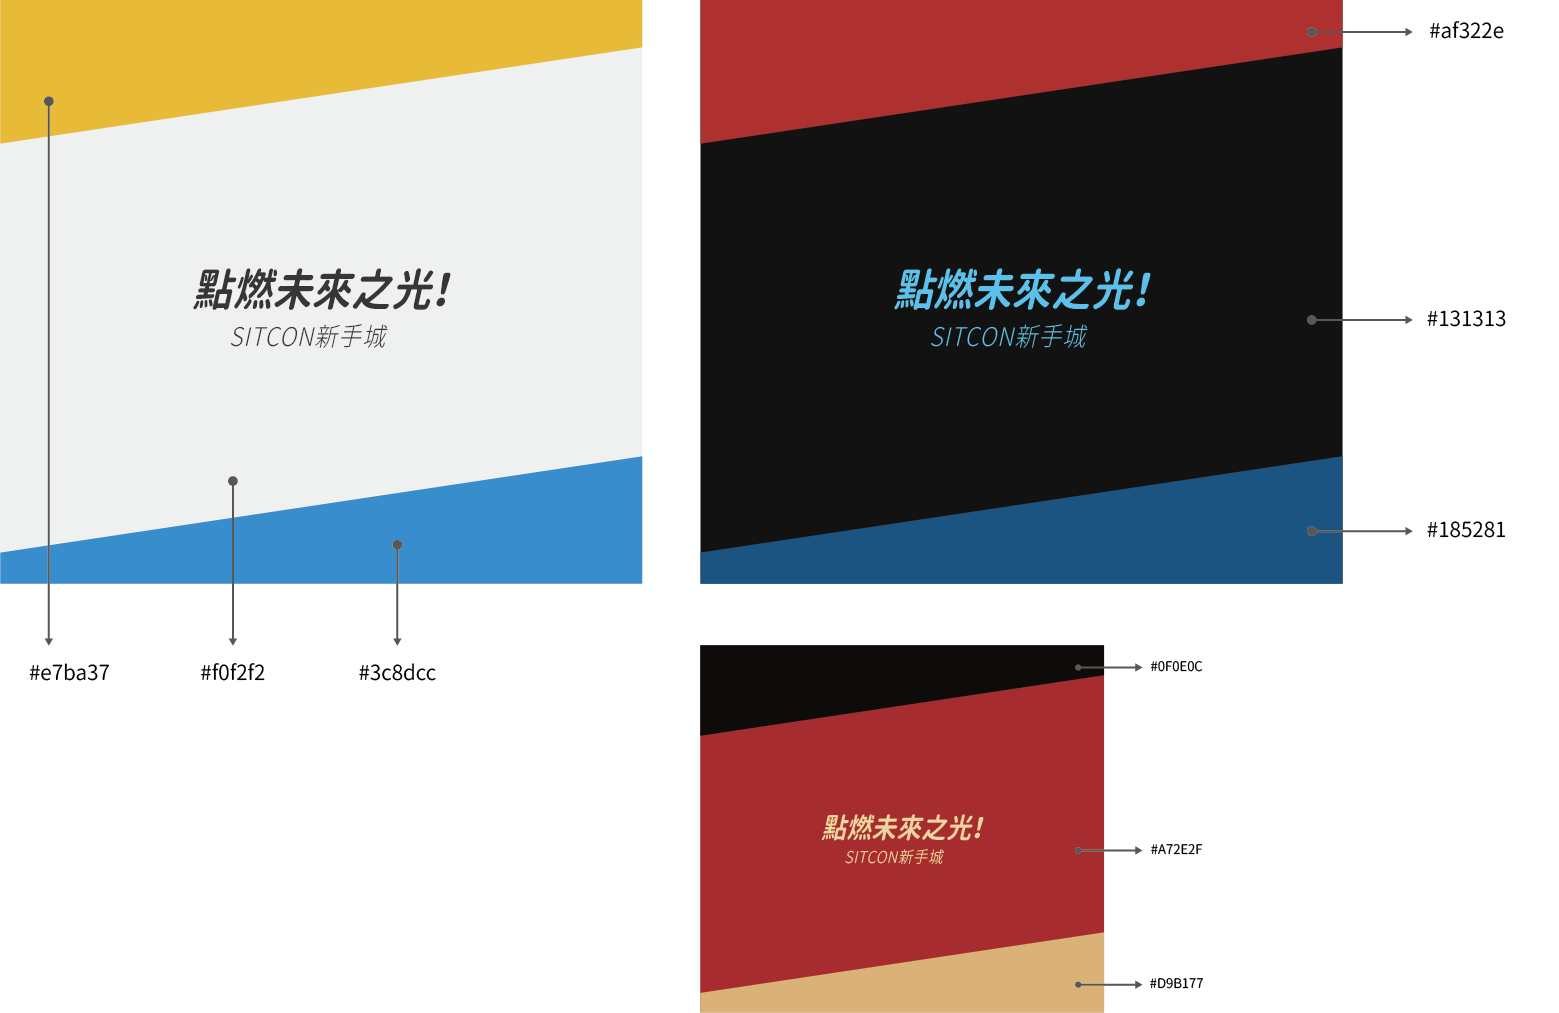 點燃未來之光!
SITCON新手城
#e7ba37
#f0f2f2
#3c8dcc
#af322e
點燃未來之光!
SITCON新手城
#131313
#185281
#0F0E0C
點燃未來之光!
SITCON新手城
#A72E2F
#D9B177